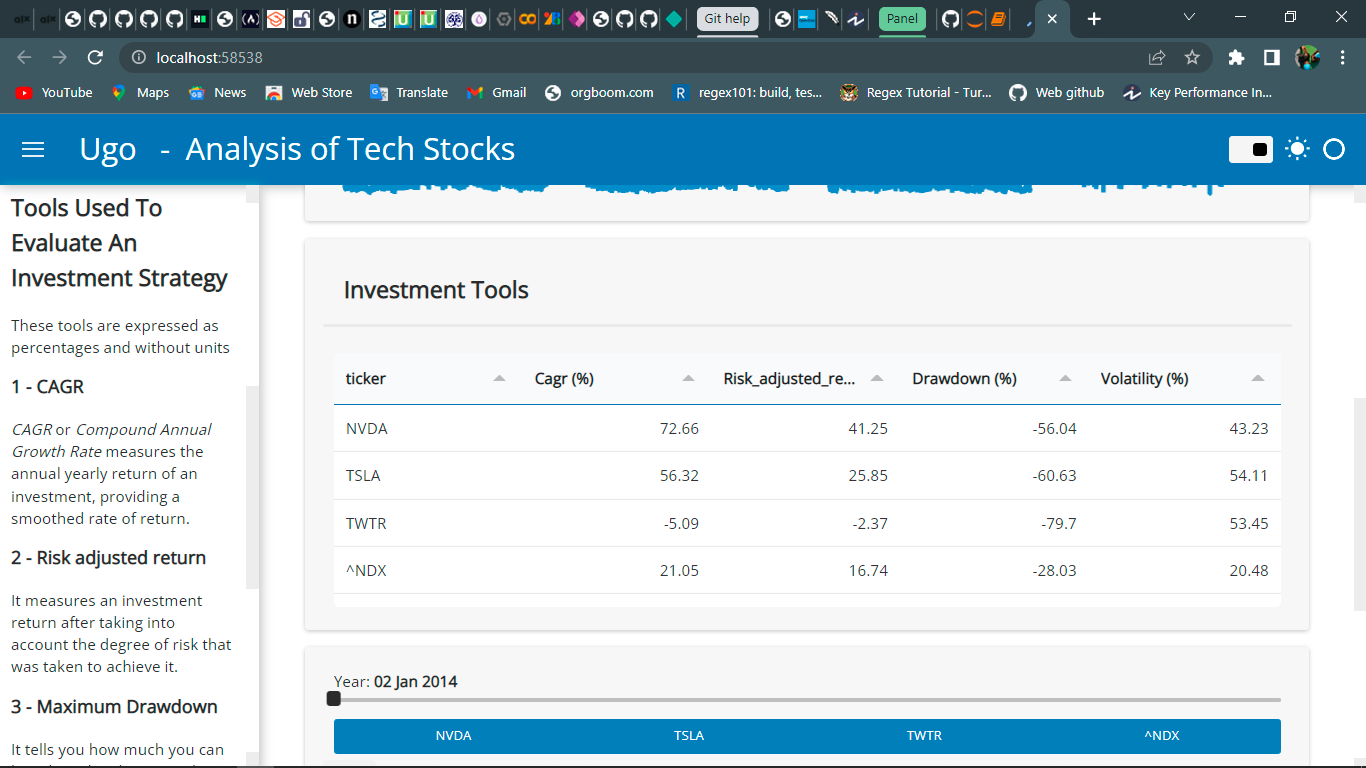 Git help
Panel
localhost:58538
YouTube
Maps
News
Web Store
Translate
Gmail
orgboom.com
regex101: build, tes...
Regex Tutorial - Tur...
Web github
Key Performance In...
Ugo - Analysis of Tech Stocks
Tools Used To
Evaluate An
Investment Strategy
These tools are expressed as
percentages and without units
1 - CAGR
CAGR or Compound Annual
Growth Rate measures the
annual yearly return of an
investment, providing a
smoothed rate of return.
2 - Risk adjusted return
It measures an investment
return after taking into
account the degree of risk that
was taken to achieve it.
3 - Maximum Drawdown
It tells you how much you can
Investment Tools
ticker Cagr (%) Risk_adjusted_re... Drawdown (%) Volatility (%)
NVDA 72.66 41.25 -56.04 43.23
TSLA 56.32 25.85 -60.63 54.11
TWTR -5.09 -2.37 -79.7 53.45
^NDX 21.05 16.74 -28.03 20.48
Year: 02 Jan 2014
NVDA TSLA TWTR ^NDX